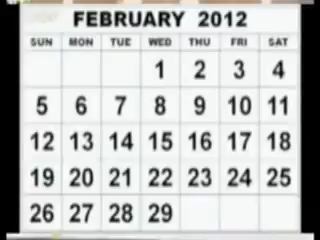 FEBRUARY 2012
SUN MON TUE WED THU FRI SAT
1 2 3 4
5 6 7 8 9 10 11
12 13 14 15 16 17 18
19 20 21 22 23 24 25
26 27 28 29